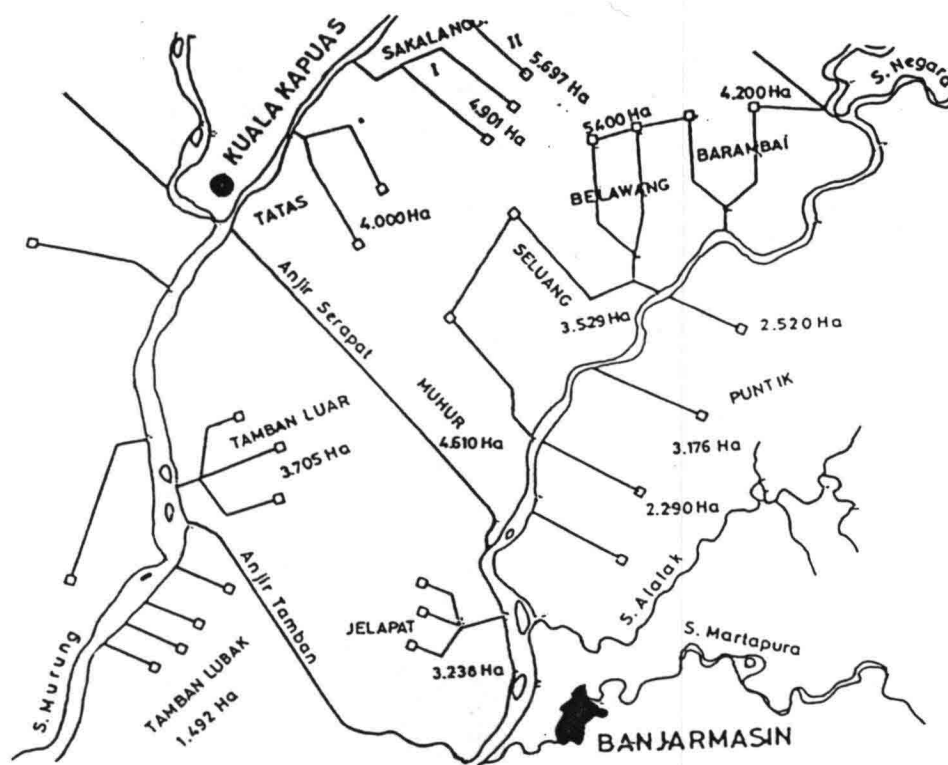 KUALA KAPUAS
SAKALANG
I
II
5.697 Ha
4.901 Ha
S. Negara
4.200 Ha
5.400 Ha
BARAMBAI
BELAWANG
TATAS
4.000 Ha
SELUANG
3.529 Ha
2.520 Ha
Anjir Serapat
MUHUR
4.610 Ha
PUNTIK
3.176 Ha
TAMBAN LUAR
3.705 Ha
2.290 Ha
Anjir Tamban
S. Alalak
JELAPAT
3.238 Ha
S. Martapura
S. Murung
TAMBAN LUBAK
1.492 Ha
BANJARMASIN